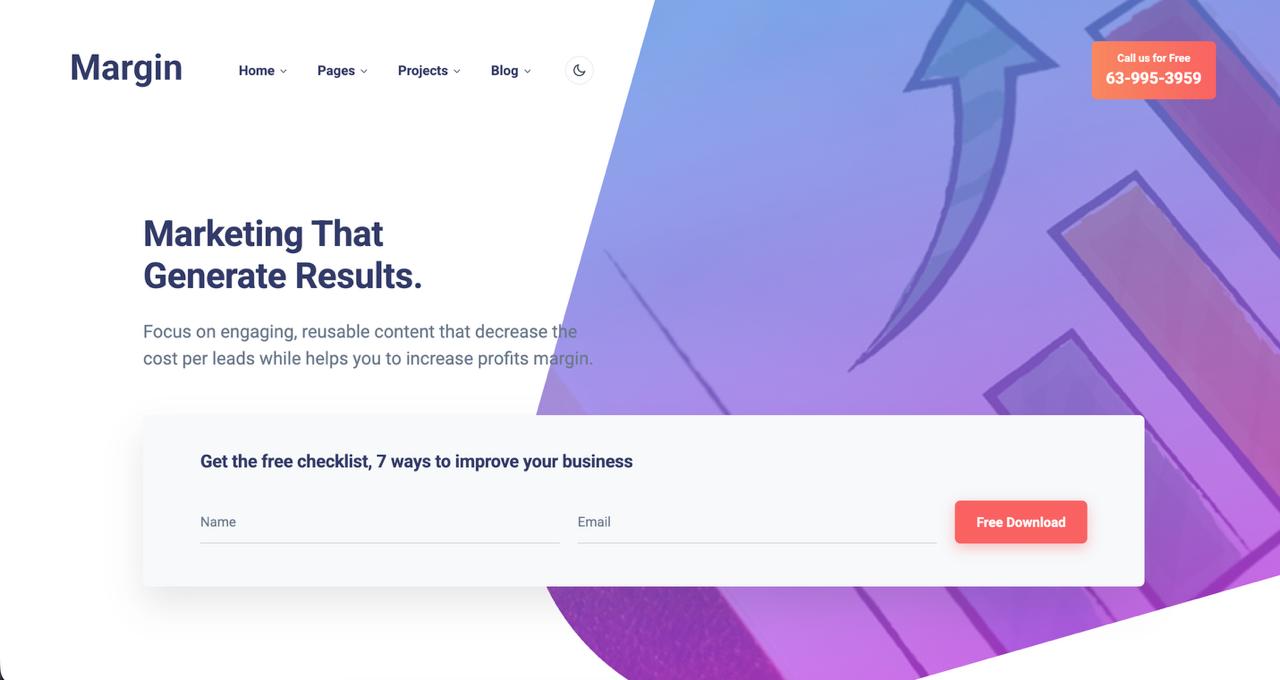 Margin
Home
Pages
Projects
Blog
Call us for Free
63-995-3959
Marketing That
Generate Results.
Focus on engaging, reusable content that decrease the
cost per leads while helps you to increase profits margin.
Get the free checklist, 7 ways to improve your business
Name
Email
Free Download